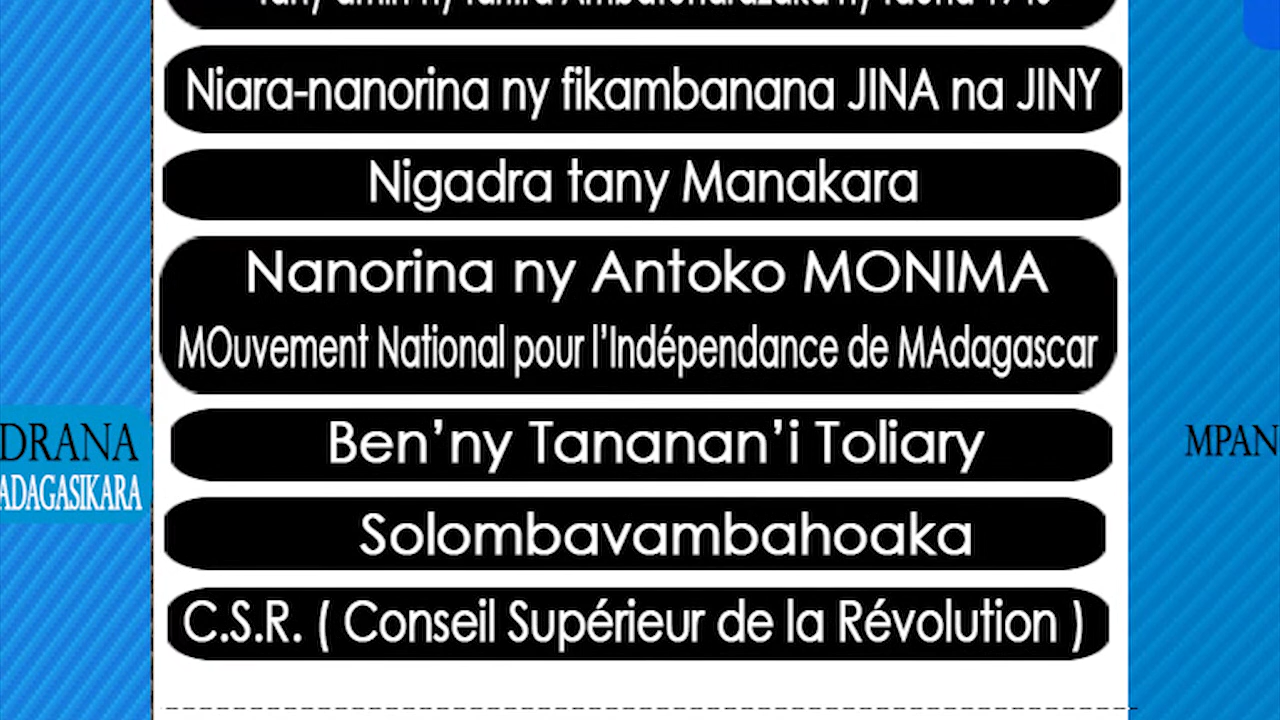 Niara-nanorina ny fikambanana JINA na JINY
Nigadra tany Manakara
Nanorina ny Antoko MONIMA
MOuvement National pour l’Indépendance de MAdagascar
Ben’ny Tananan’i Toliary
Solombavambahoaka
C.S.R. ( Conseil Supérieur de la Révolution )
DRANA
ADAGASIKARA
MPAN